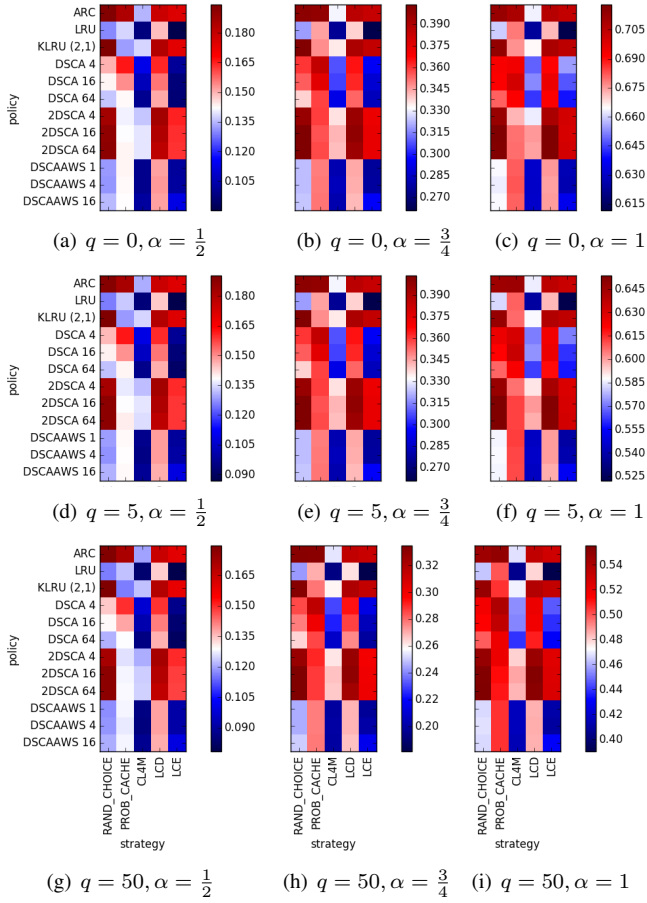 policy
ARC
LRU
KLRU (2,1)
DSCA 4
DSCA 16
DSCA 64
2DSCA 4
2DSCA 16
2DSCA 64
DSCAAWS 1
DSCAAWS 4
DSCAAWS 16
0.180
0.165
0.150
0.135
0.120
0.105
0.390
0.375
0.360
0.345
0.330
0.315
0.300
0.285
0.270
0.705
0.690
0.675
0.660
0.645
0.630
0.615
(a) q = 0, α = 1/2
(b) q = 0, α = 3/4
(c) q = 0, α = 1
policy
ARC
LRU
KLRU (2,1)
DSCA 4
DSCA 16
DSCA 64
2DSCA 4
2DSCA 16
2DSCA 64
DSCAAWS 1
DSCAAWS 4
DSCAAWS 16
0.180
0.165
0.150
0.135
0.120
0.105
0.090
0.390
0.375
0.360
0.345
0.330
0.315
0.300
0.285
0.270
0.640
0.625
0.610
0.595
0.580
0.565
0.550
0.535
0.520
(d) q = 5, α = 1/2
(e) q = 5, α = 3/4
(f) q = 5, α = 1
policy
ARC
LRU
KLRU (2,1)
DSCA 4
DSCA 16
DSCA 64
2DSCA 4
2DSCA 16
2DSCA 64
DSCAAWS 1
DSCAAWS 4
DSCAAWS 16
0.165
0.150
0.135
0.120
0.105
0.090
0.32
0.30
0.28
0.26
0.24
0.22
0.20
0.54
0.52
0.50
0.48
0.46
0.44
0.42
0.40
RAND_CHOICE
PROB_CACHE
CL4M
LCD
LCE
strategy
RAND_CHOICE
PROB_CACHE
CL4M
LCD
LCE
strategy
RAND_CHOICE
PROB_CACHE
CL4M
LCD
LCE
strategy
(g) q = 50, α = 1/2
(h) q = 50, α = 3/4
(i) q = 50, α = 1